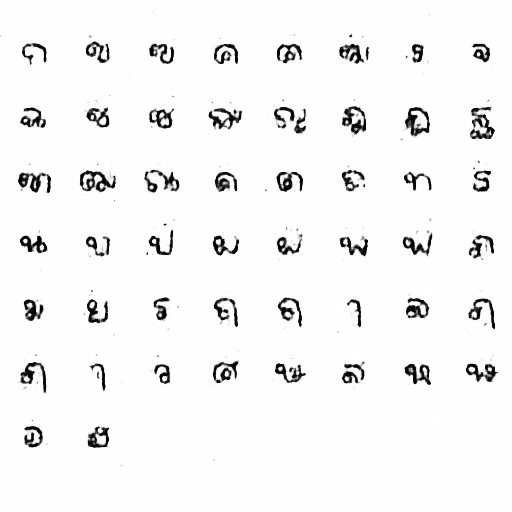 ก ข ฃ ค ฅ ฆ จ
ฉ ช ซ ฌ ญ ฎ ฏ ฐ
ฑ ฒ ณ ด ต ถ ท ธ
น บ ป ผ ฝ พ ฟ ภ
ม ย ร ฤ ฤ ๅ ล ฦ
ฦ ๅ ว ศ ษ ส ห ฬ
อ ฮ